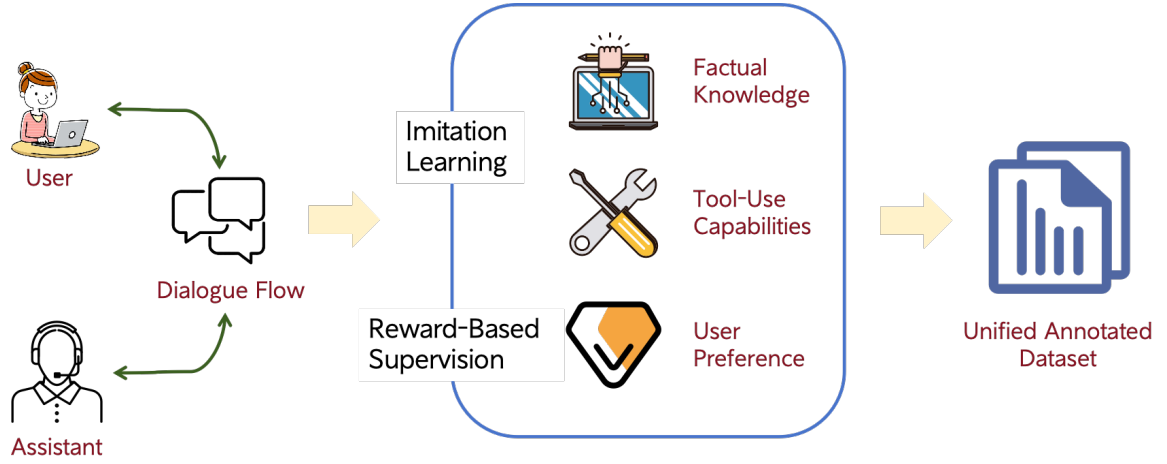 User
Dialogue Flow
Assistant
Imitation
Learning
Reward-Based
Supervision
Factual
Knowledge
Tool-Use
Capabilities
User
Preference
Unified Annotated
Dataset